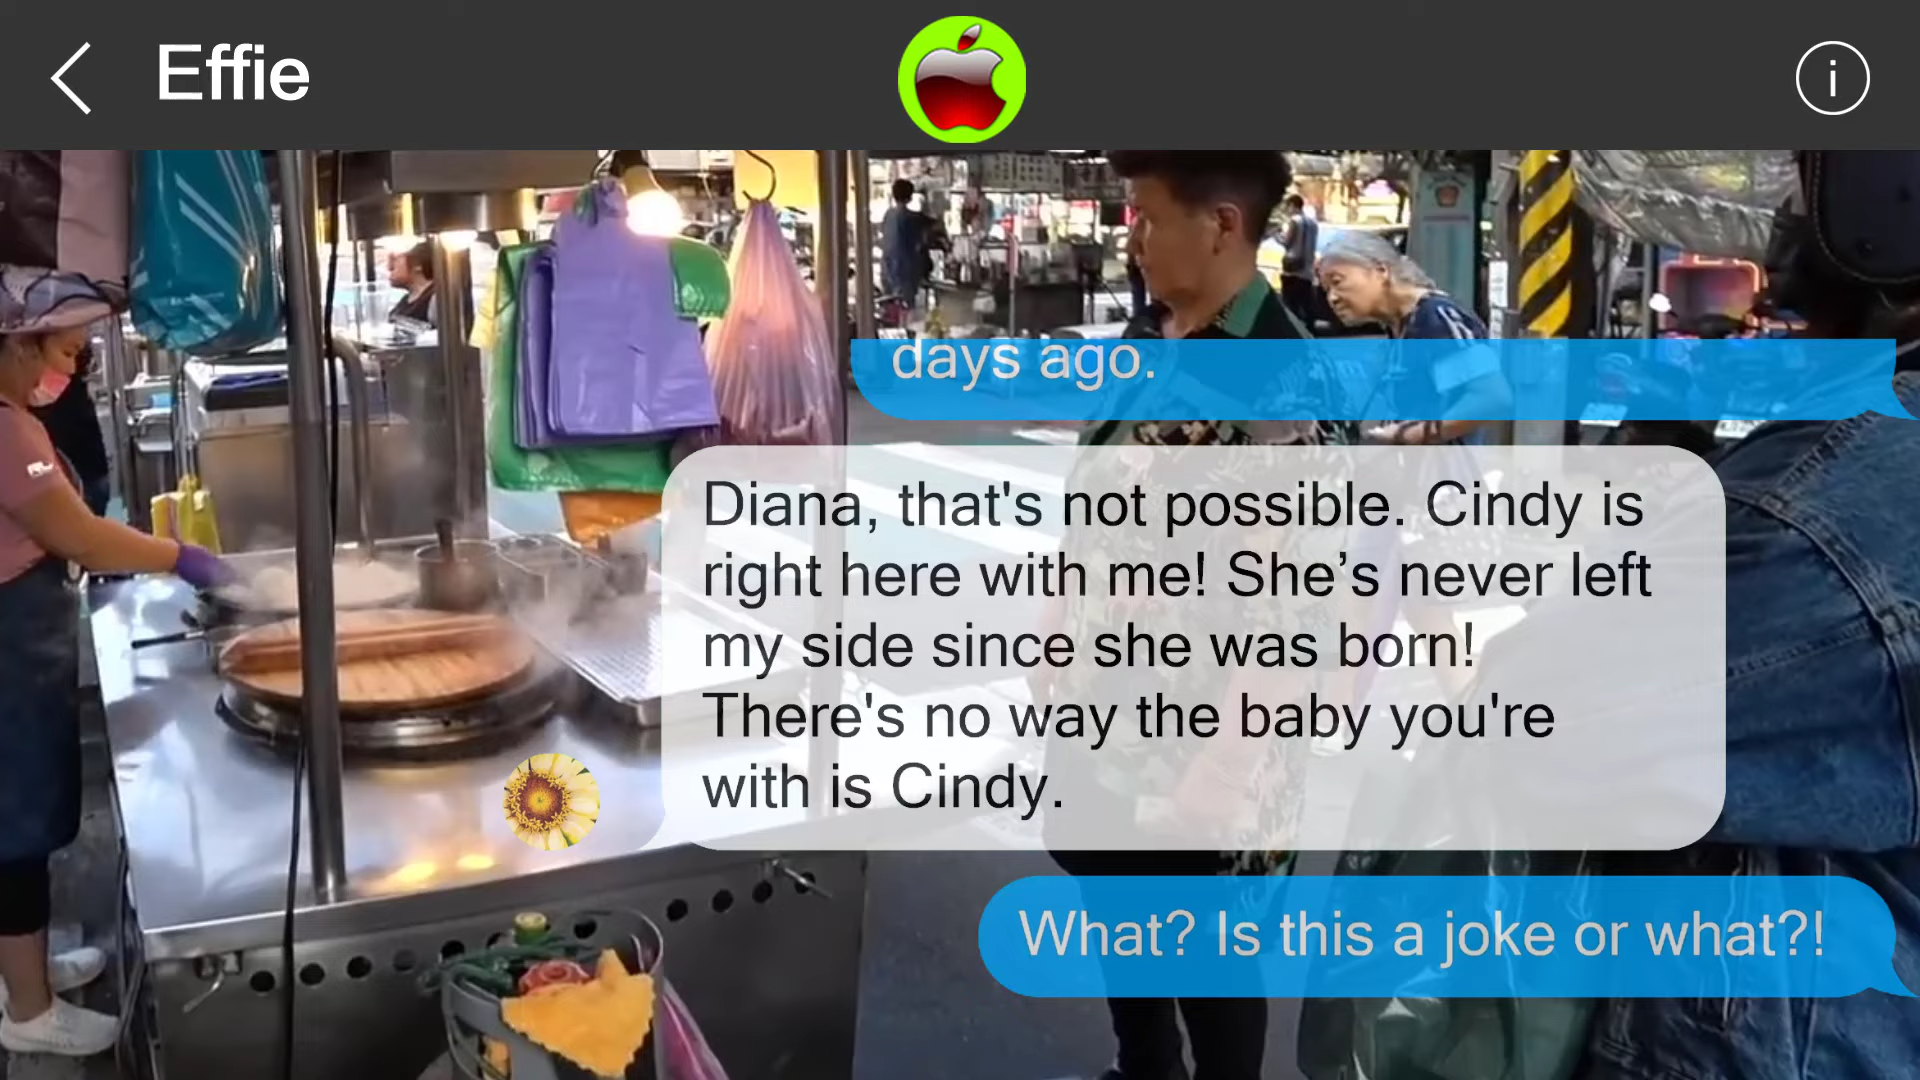 Effie
days ago.
Diana, that's not possible. Cindy is
right here with me! She’s never left
my side since she was born!
There's no way the baby you're
with is Cindy.
What? Is this a joke or what?!